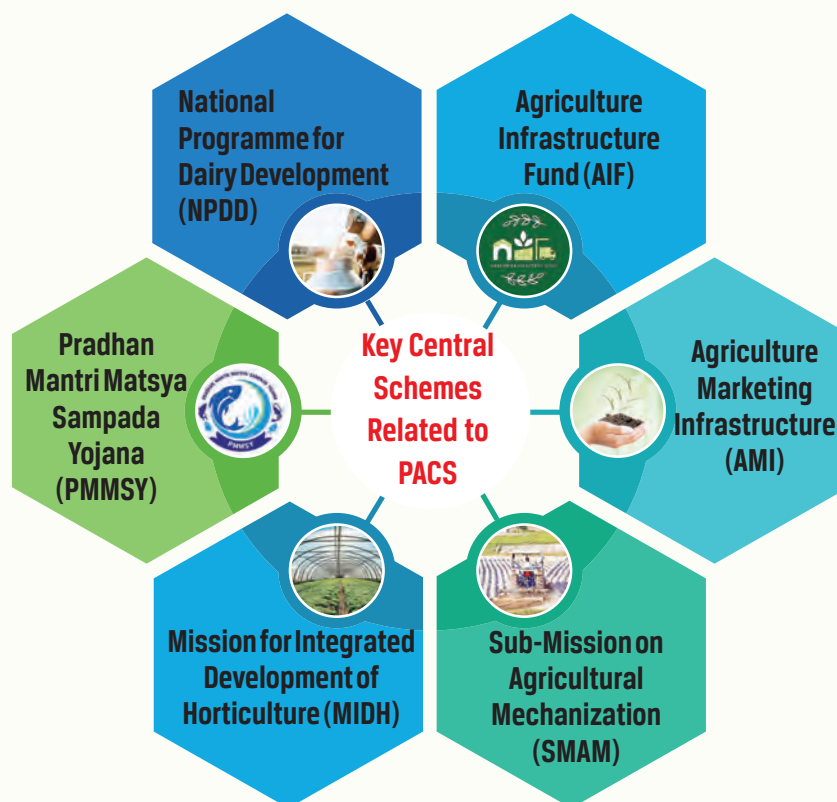 National
Programme for
Dairy Development
(NPDD)
Agriculture
Infrastructure
Fund (AIF)
Pradhan
Mantri Matsya
Sampada
Yojana
(PMMSY)
PMMSY
Key Central
Schemes
Related to
PACS
Agriculture
Marketing
Infrastructure
(AMI)
Mission for Integrated
Development of
Horticulture (MIDH)
Sub-Mission on
Agricultural
Mechanization
(SMAM)